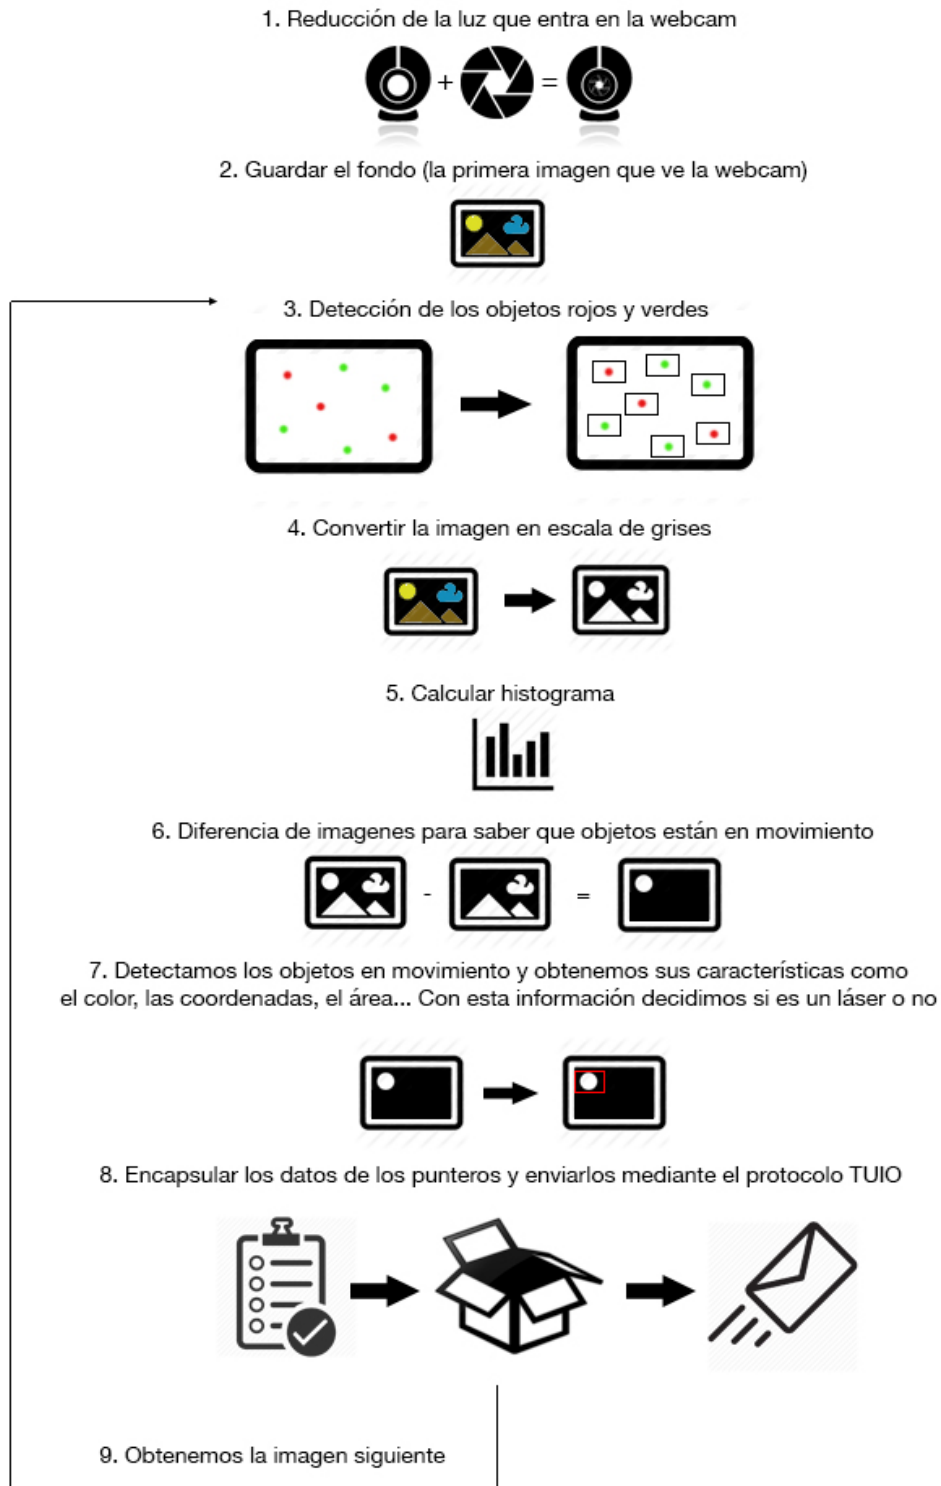 1. Reducción de la luz que entra en la webcam
+ =
2. Guardar el fondo (la primera imagen que ve la webcam)
3. Detección de los objetos rojos y verdes
4. Convertir la imagen en escala de grises
5. Calcular histograma
6. Diferencia de imagenes para saber que objetos están en movimiento
- =
7. Detectamos los objetos en movimiento y obtenemos sus características como
el color, las coordenadas, el área... Con esta información decidimos si es un láser o no
8. Encapsular los datos de los punteros y enviarlos mediante el protocolo TUIO
9. Obtenemos la imagen siguiente